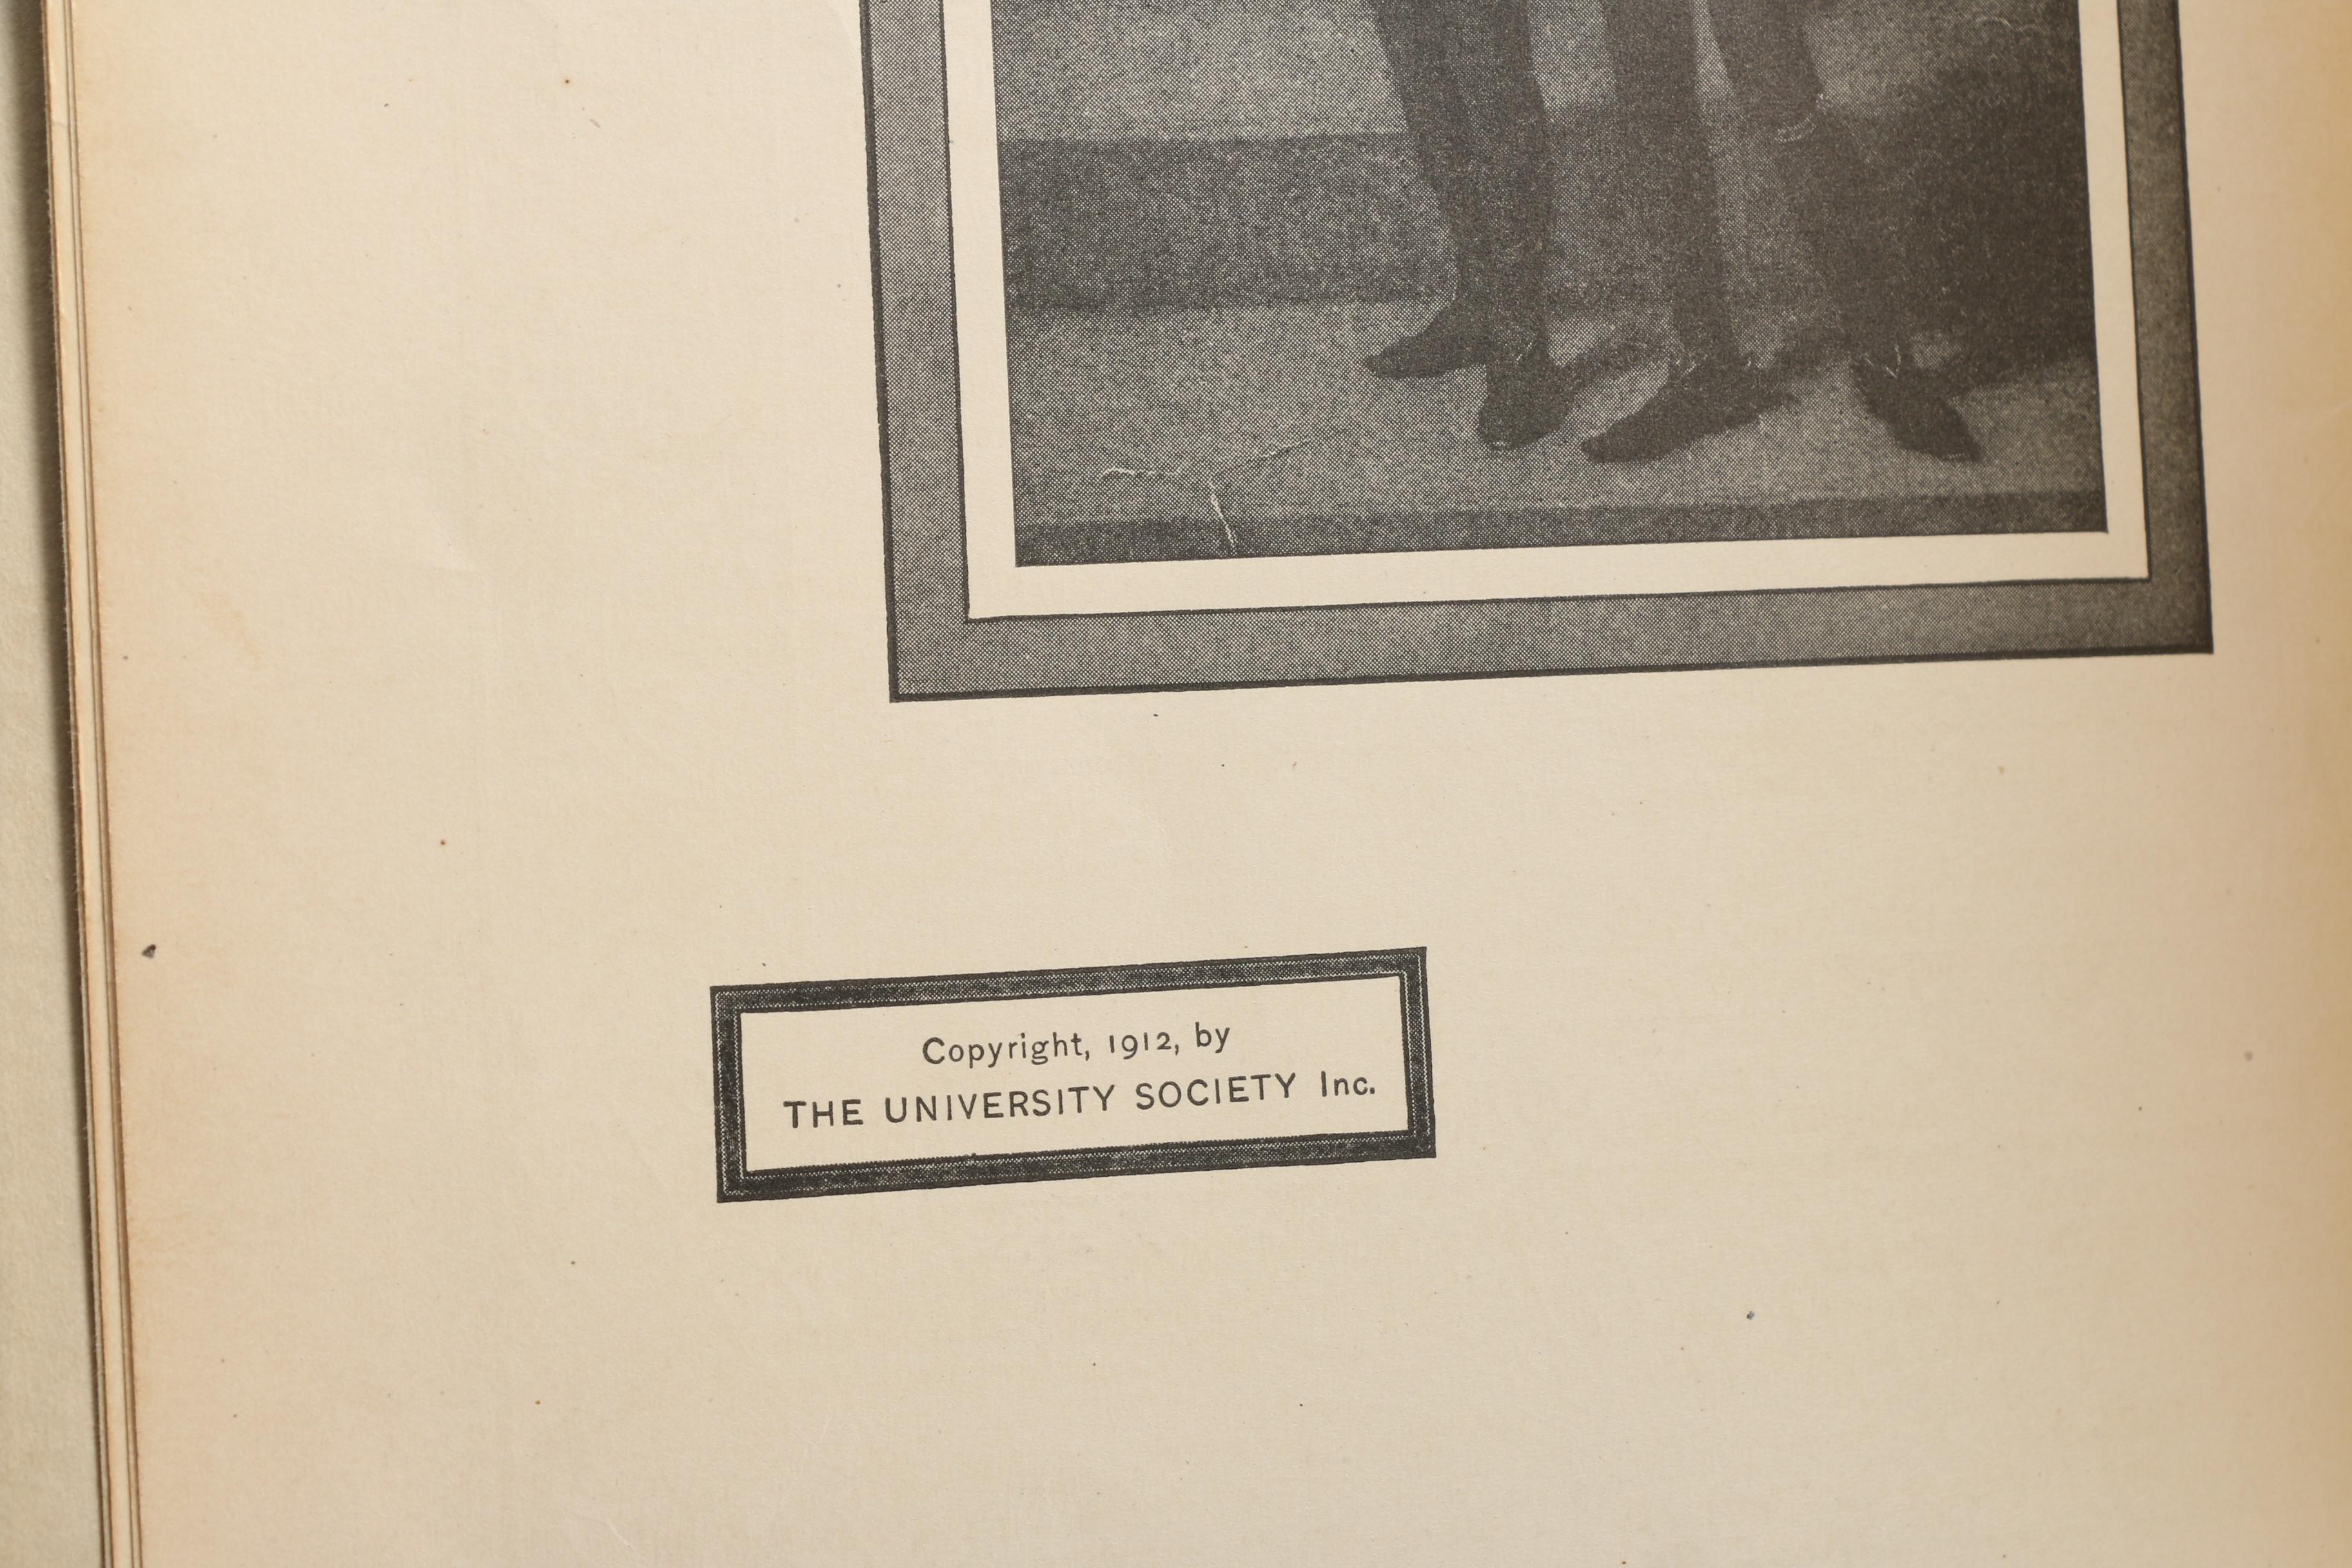 Copyright, 1912, by
THE UNIVERSITY SOCIETY Inc.